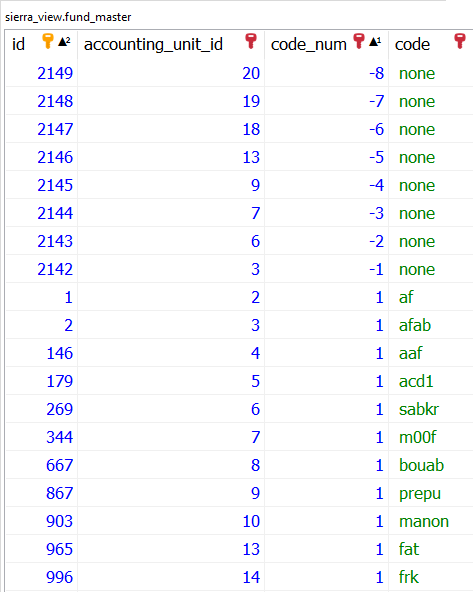 sierra_view.fund_master
id 2 accounting_unit_id code_num 1 code
2149 20 -8 none
2148 19 -7 none
2147 18 -6 none
2146 13 -5 none
2145 9 -4 none
2144 7 -3 none
2143 6 -2 none
2142 3 -1 none
1 2 1 af
2 3 1 afab
146 4 1 aaf
179 5 1 acd1
269 6 1 sabkr
344 7 1 m00f
667 8 1 bouab
867 9 1 prepu
903 10 1 manon
965 13 1 fat
996 14 1 frk